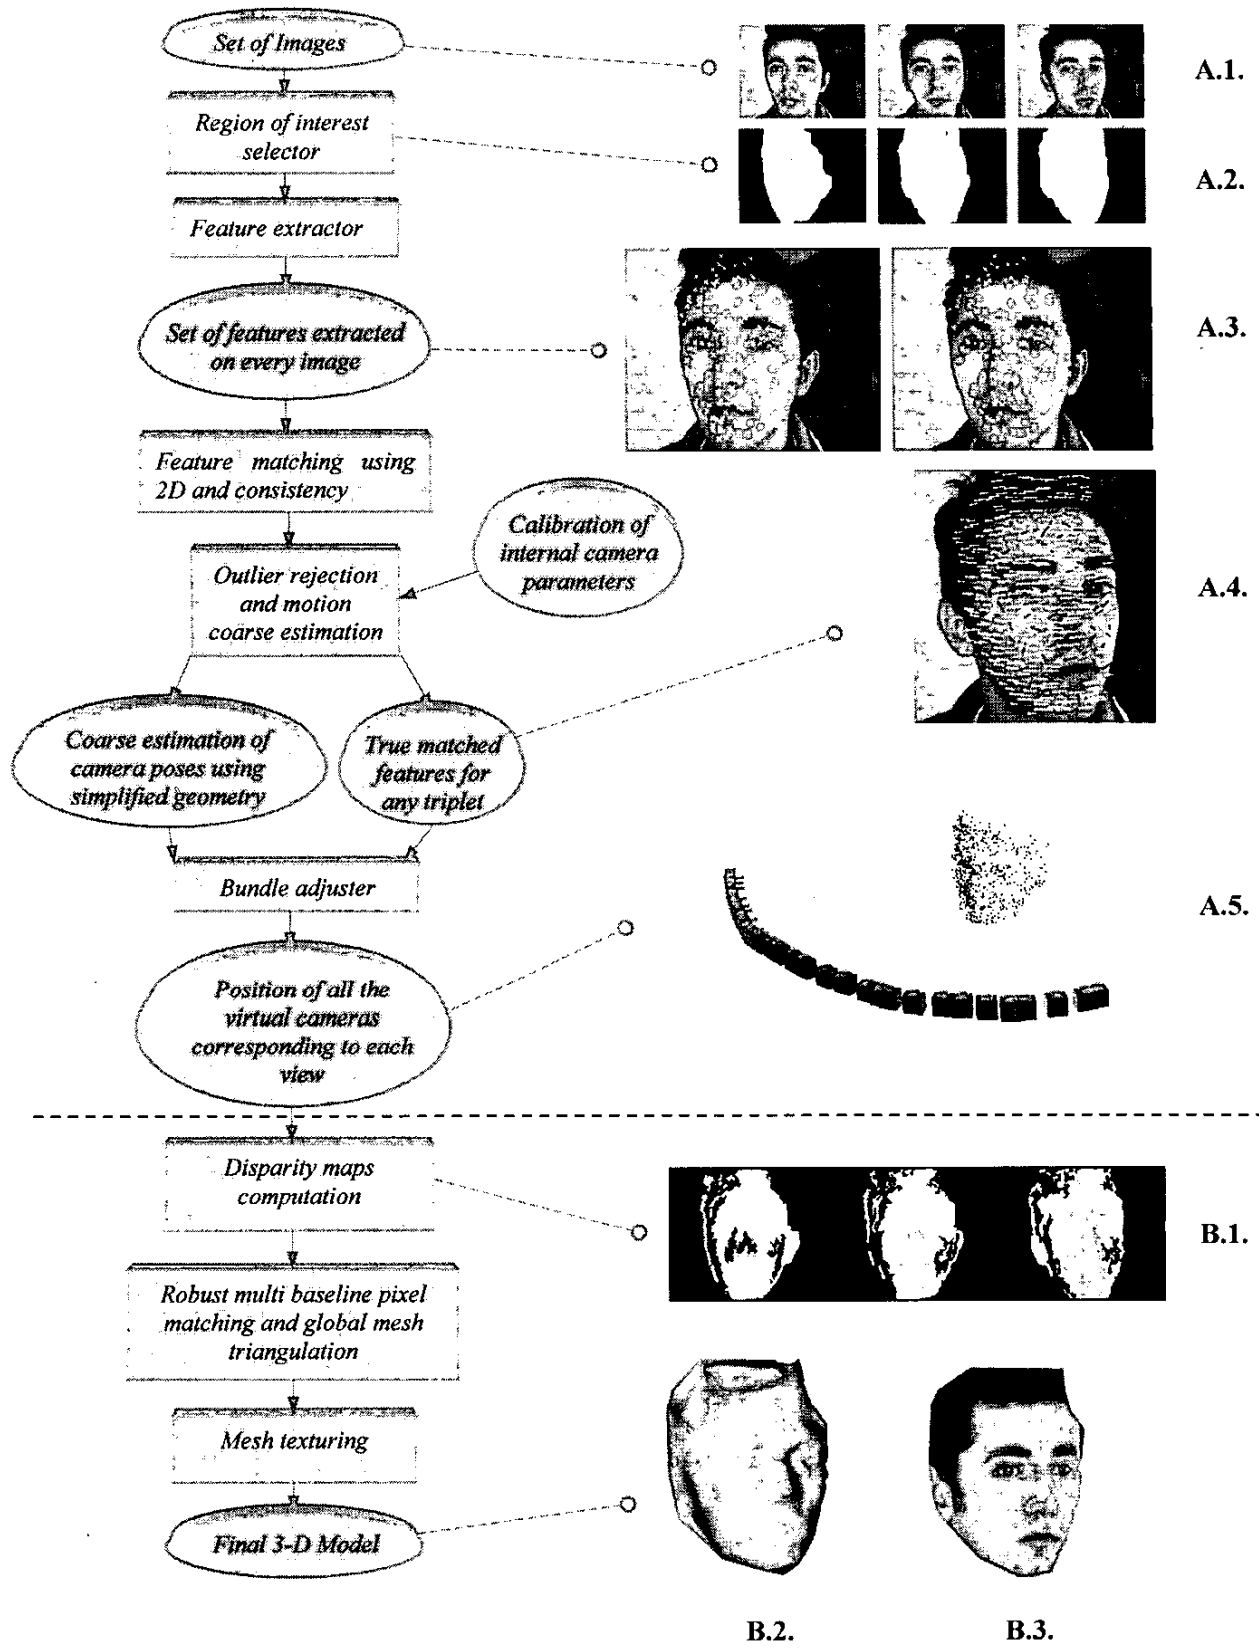 Set of Images
A.1.
Region of interest
selector
A.2.
Feature extractor
Set of features extracted
on every image
A.3.
Feature matching using
2D and consistency
Calibration of
internal camera
parameters
Outlier rejection
and motion
coarse estimation
A.4.
Coarse estimation of
camera poses using
simplified geometry
True matched
features for
any triplet
Bundle adjuster
A.5.
Position of all the
virtual cameras
corresponding to each
view
Disparity maps
computation
B.1.
Robust multi baseline pixel
matching and global mesh
triangulation
Mesh texturing
Final 3-D Model
B.2.
B.3.